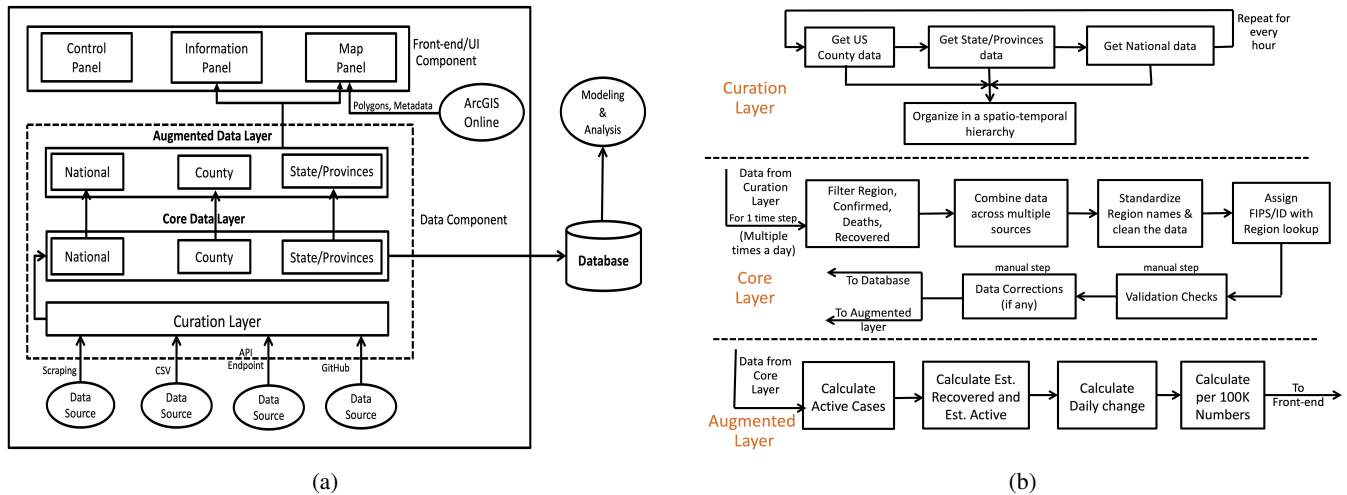 Control
Panel
Information
Panel
Map
Panel
Front-end/UI
Component
Polygons, Metadata
ArcGIS
Online
Augmented Data Layer
National
County
State/Provinces
Core Data Layer
National
County
State/Provinces
Data Component
Curation Layer
Scraping
CSV
API
Endpoint
GitHub
Data
Source
Data
Source
Data
Source
Data
Source
Modeling
&
Analysis
Database
(a)
Get US
County data
Get State/Provinces
data
Get National data
Repeat for
every
hour
Curation
Layer
Organize in a spatio-temporal
hierarchy
Data from
Curation
Layer
For 1 time step
(Multiple
times a day)
Filter Region,
Confirmed,
Deaths,
Recovered
Combine data
across multiple
sources
Standardize
Region names &
clean the data
Assign
FIPS/ID with
Region lookup
manual step
Validation Checks
manual step
Data Corrections
(if any)
To Database
To Augmented
layer
Core
Layer
Data from
Core
Layer
Augmented
Layer
Calculate
Active Cases
Calculate Est.
Recovered and
Est. Active
Calculate
Daily change
Calculate
per 100K
Numbers
To
Front-end
(b)